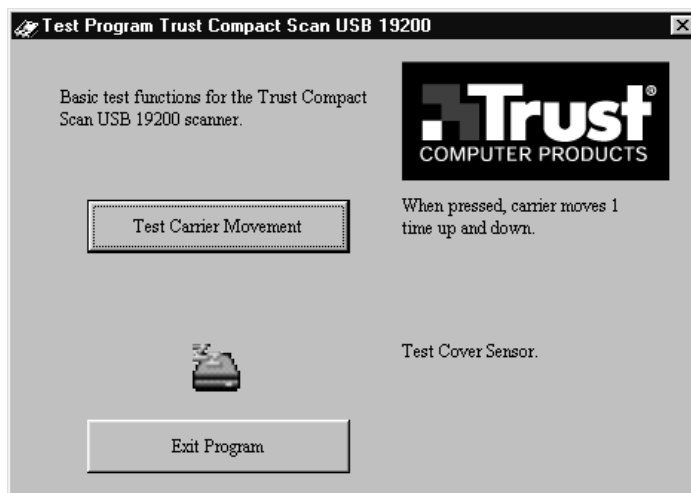 Test Program Trust Compact Scan USB 19200
Basic test functions for the Trust Compact
Scan USB 19200 scanner.
Trust®
COMPUTER PRODUCTS
Test Carrier Movement
When pressed, carrier moves 1
time up and down.
Test Cover Sensor.
Exit Program